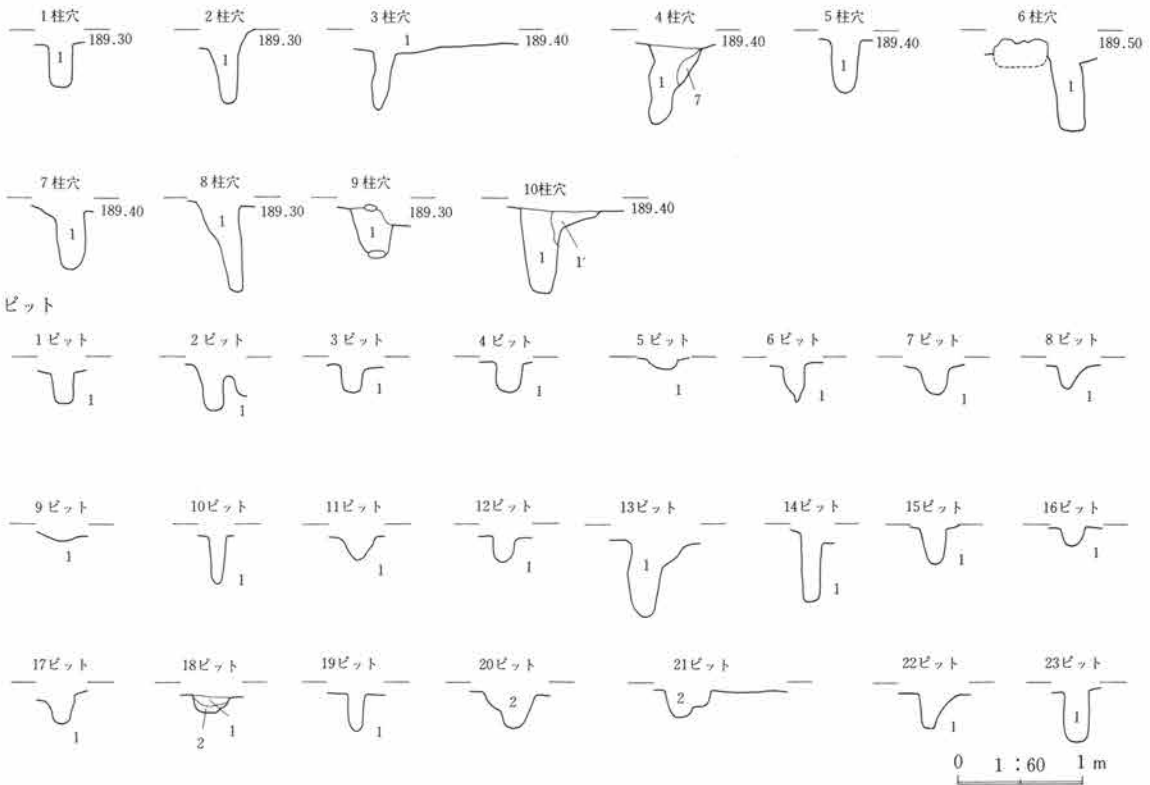 1柱穴 2柱穴 3柱穴 4柱穴 5柱穴 6柱穴
1 189.30 1 189.30 1 189.40 1 7 189.40 1 189.40 1 189.50
7柱穴 8柱穴 9柱穴 10柱穴
1 189.40 1 189.30 1 189.30 1 1' 189.40
ピット
1ピット 2ピット 3ピット 4ピット 5ピット 6ピット 7ピット 8ピット
1 1 1 1 1 1 1 1
9ピット 10ピット 11ピット 12ピット 13ピット 14ピット 15ピット 16ピット
1 1 1 1 1 1 1 1
17ピット 18ピット 19ピット 20ピット 21ピット 22ピット 23ピット
1 2 1 1 2 2 1 1
0 1:60 1 m